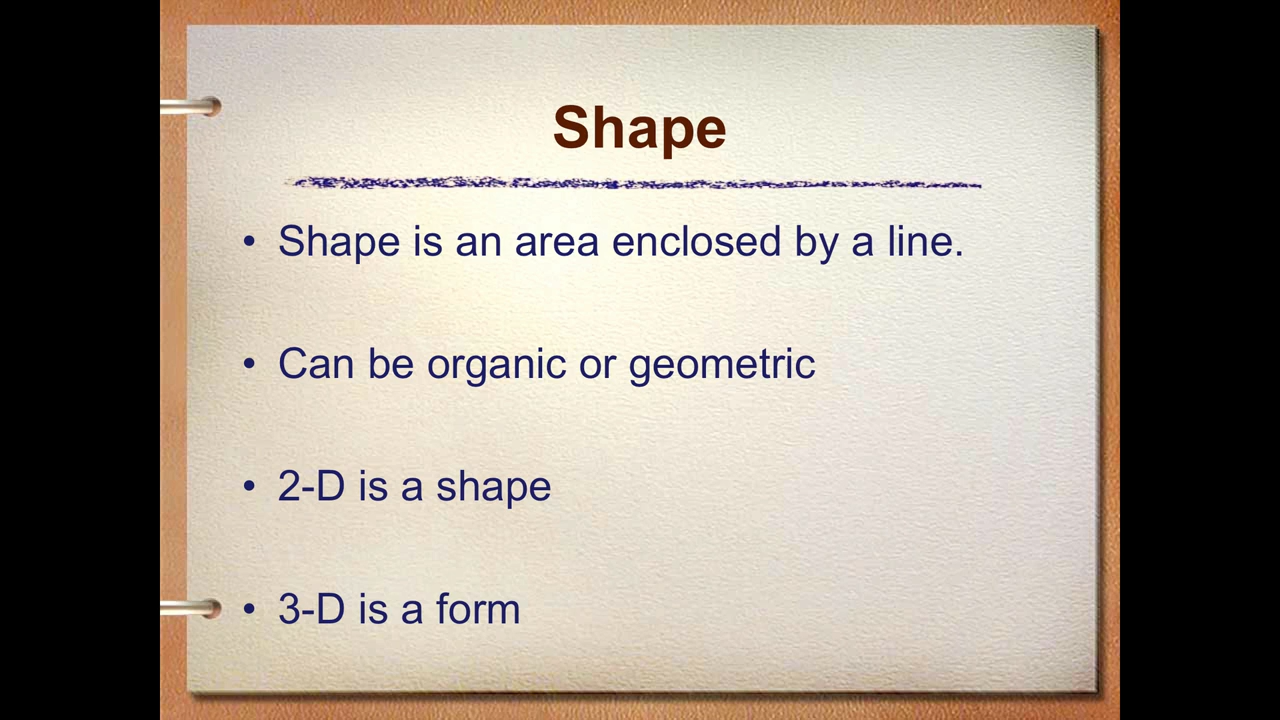 Shape
• Shape is an area enclosed by a line.
• Can be organic or geometric
• 2-D is a shape
• 3-D is a form